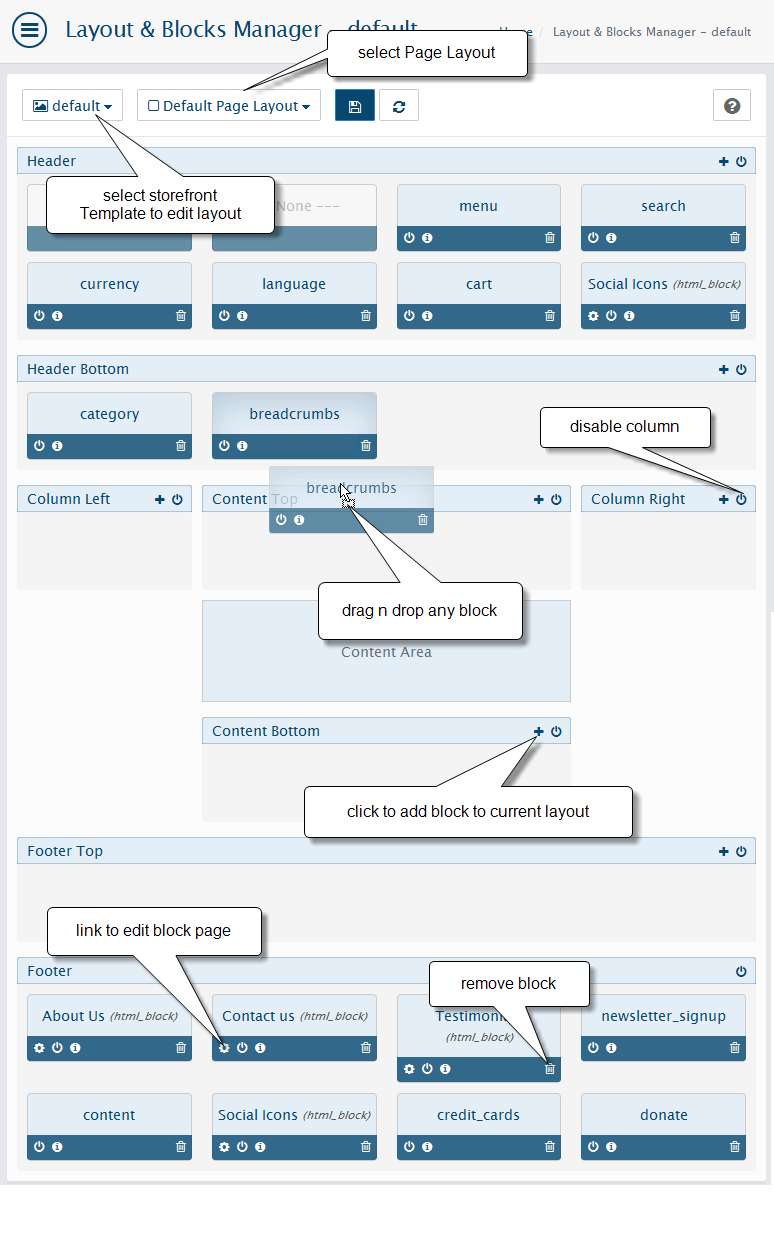 Layout & Blocks Manager - default
Layout & Blocks Manager - default
select Page Layout
default
Default Page Layout
Header
select storefront
Template to edit layout
None ---
menu
search
currency
language
cart
Social Icons (html_block)
Header Bottom
category
breadcrumbs
disable column
breadcrumbs
Column Left
Content Top
Column Right
drag n drop any block
Content Area
Content Bottom
click to add block to current layout
Footer Top
link to edit block page
Footer
remove block
About Us (html_block)
Contact us (html_block)
(html_block)
newsletter_signup
content
Social Icons (html_block)
credit_cards
donate